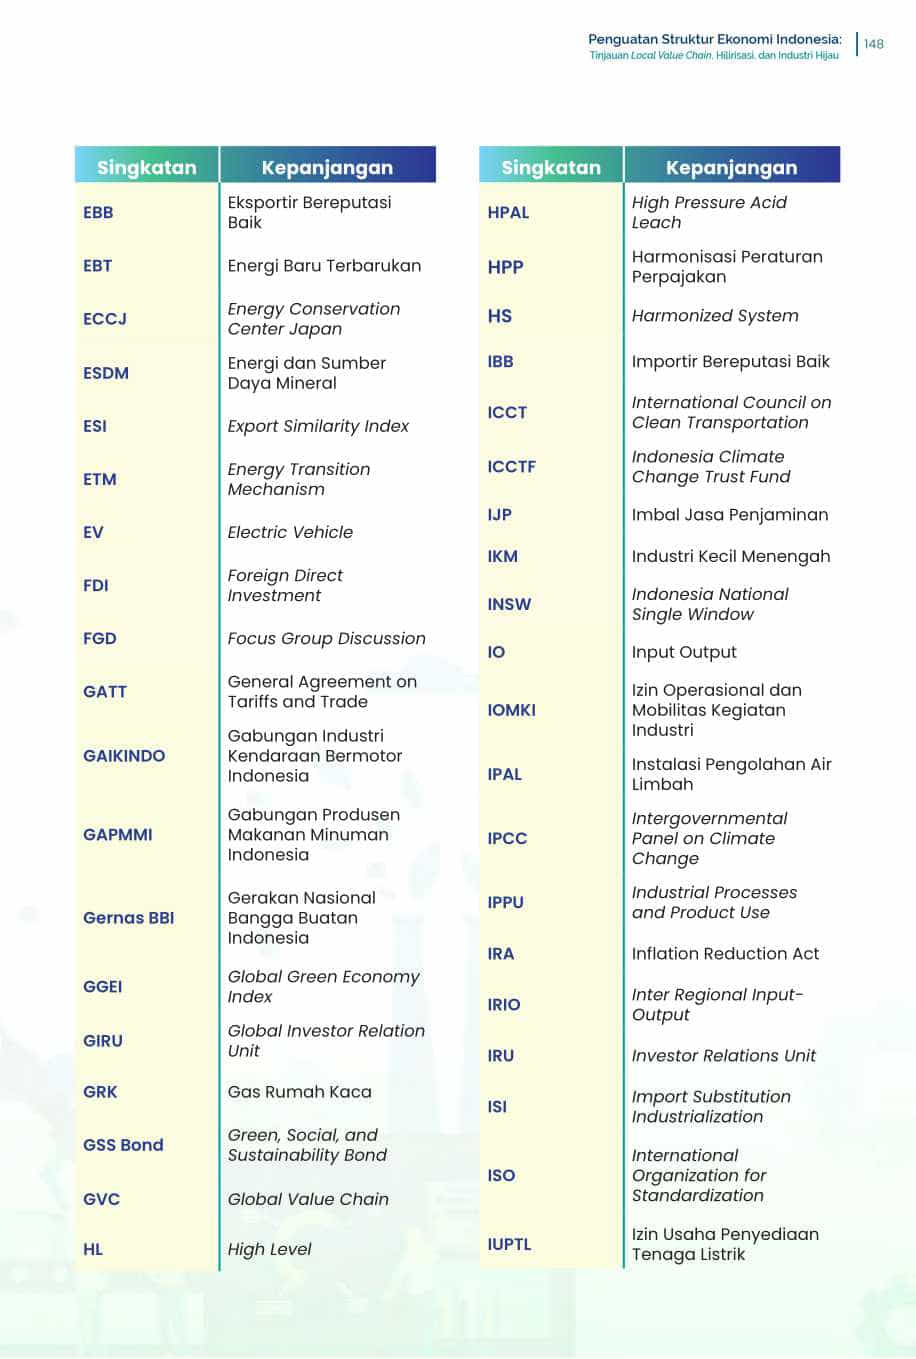 Penguatan Struktur Ekonomi Indonesia:
Tinjauan Local Value Chain, Hilirisasi, dan Industri Hijau
148
Singkatan Kepanjangan
EBB Eksportir Bereputasi
Baik
EBT Energi Baru Terbarukan
ECCJ Energy Conservation
Center Japan
ESDM Energi dan Sumber
Daya Mineral
ESI Export Similarity Index
ETM Energy Transition
Mechanism
EV Electric Vehicle
FDI Foreign Direct
Investment
FGD Focus Group Discussion
GATT General Agreement on
Tariffs and Trade
GAIKINDO Gabungan Industri
Kendaraan Bermotor
Indonesia
GAPMMI Gabungan Produsen
Makanan Minuman
Indonesia
Gernas BBI Gerakan Nasional
Bangga Buatan
Indonesia
GGEI Global Green Economy
Index
GIRU Global Investor Relation
Unit
GRK Gas Rumah Kaca
GSS Bond Green, Social, and
Sustainability Bond
GVC Global Value Chain
HL High Level
Singkatan Kepanjangan
HPAL High Pressure Acid
Leach
HPP Harmonisasi Peraturan
Perpajakan
HS Harmonized System
IBB Importir Bereputasi Baik
ICCT International Council on
Clean Transportation
ICCTF Indonesia Climate
Change Trust Fund
IJP Imbal Jasa Penjaminan
IKM Industri Kecil Menengah
INSW Indonesia National
Single Window
IO Input Output
IOMKI Izin Operasional dan
Mobilitas Kegiatan
Industri
IPAL Instalasi Pengolahan Air
Limbah
IPCC Intergovernmental
Panel on Climate
Change
IPPU Industrial Processes
and Product Use
IRA Inflation Reduction Act
IRIO Inter Regional Input-
Output
IRU Investor Relations Unit
ISI Import Substitution
Industrialization
ISO International
Organization for
Standardization
IUPTL Izin Usaha Penyediaan
Tenaga Listrik